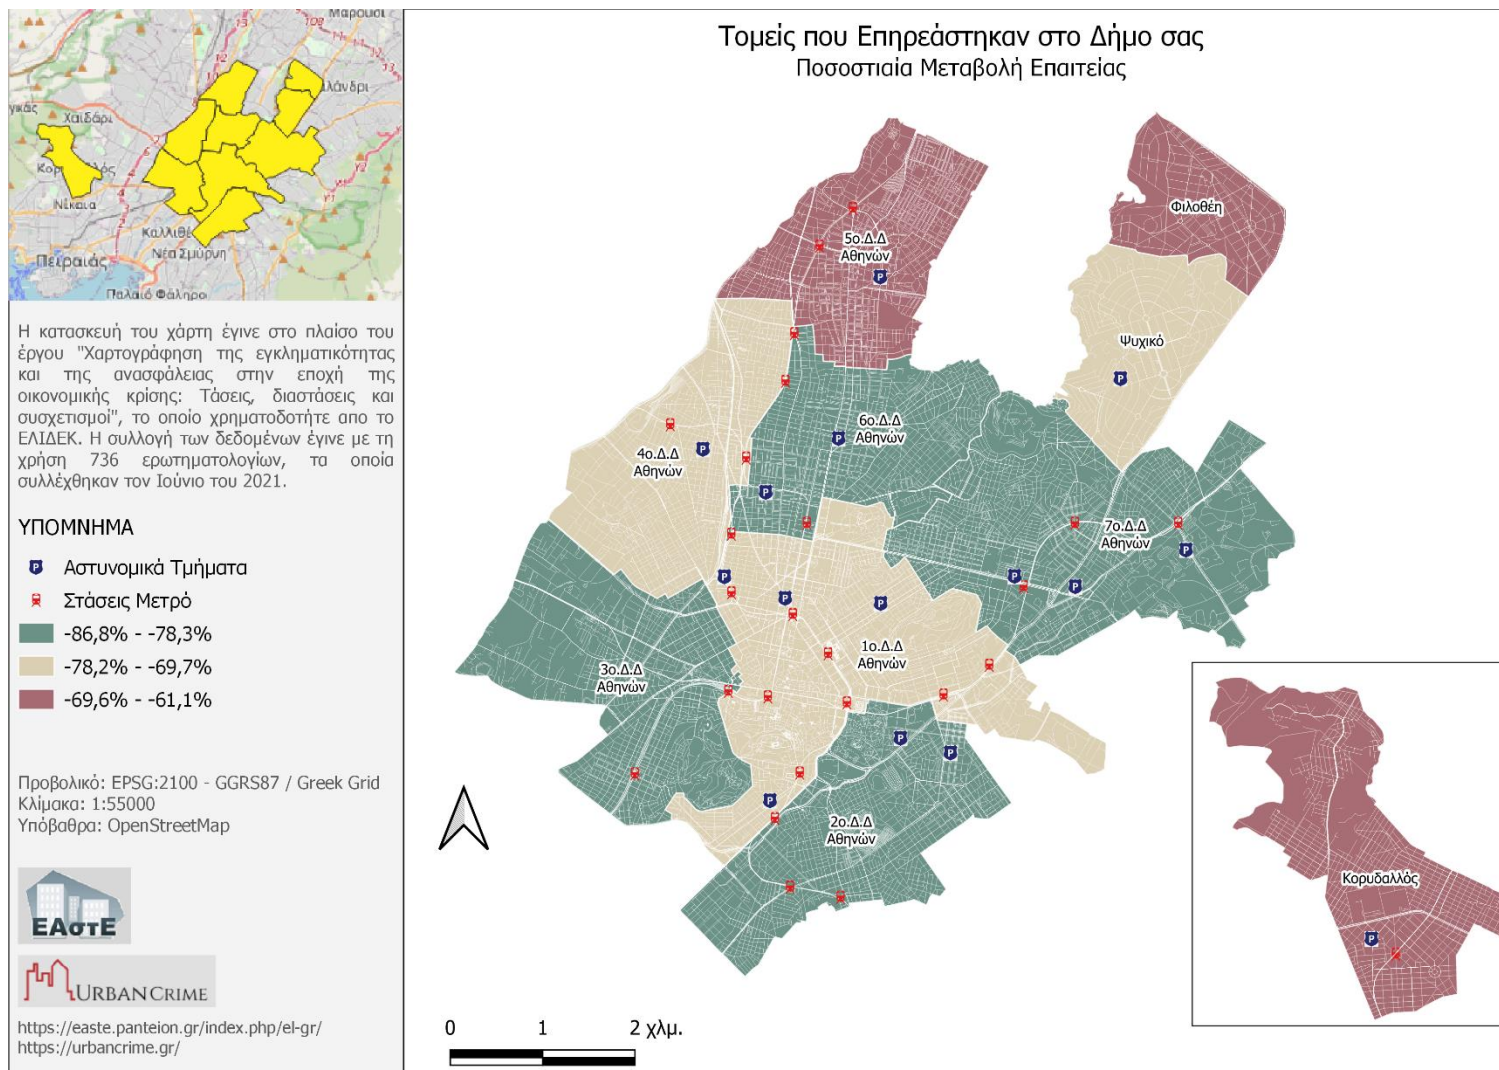 Τομείς που Επηρεάστηκαν στο Δήμο σας
Ποσοστιαία Μεταβολή Επαιτείας
Μαρούσι
Χαϊδάρι
Νίκαια
Καλλιθέ
Νέα Σμύρνη
Πειραιάς
Παλαιό Φάληρο
Η κατασκευή του χάρτη έγινε στο πλαίσο του
έργου "Χαρτογράφηση της εγκληματικότητας
και της ανασφάλειας στην εποχή της
οικονομικής κρίσης: Τάσεις, διαστάσεις και
συσχετισμοί", το οποίο χρηματοδοτήτε απο το
ΕΛΙΔΕΚ. Η συλλογή των δεδομένων έγινε με τη
χρήση 736 ερωτηματολογίων, τα οποία
συλλέχθηκαν τον Ιούνιο του 2021.
ΥΠΟΜΝΗΜΑ
Αστυνομικά Τμήματα
Στάσεις Μετρό
-86,8% - -78,3%
-78,2% - -69,7%
-69,6% - -61,1%
Προβολικό: EPSG:2100 - GGRS87 / Greek Grid
Κλίμακα: 1:55000
Υπόβαθρο: OpenStreetMap
ΕΑστΕ
URBANCRIME
https://easte.panteion.gr/index.php/el-gr/
https://urbancrime.gr/
Φιλοθέη
5ο.Δ.Δ
Αθηνών
Ψυχικό
6ο.Δ.Δ
Αθηνών
4ο.Δ.Δ
Αθηνών
7ο.Δ.Δ
Αθηνών
1ο.Δ.Δ
Αθηνών
3ο.Δ.Δ
Αθηνών
2ο.Δ.Δ
Αθηνών
Κορυδαλλός
0 1 2 χλμ.